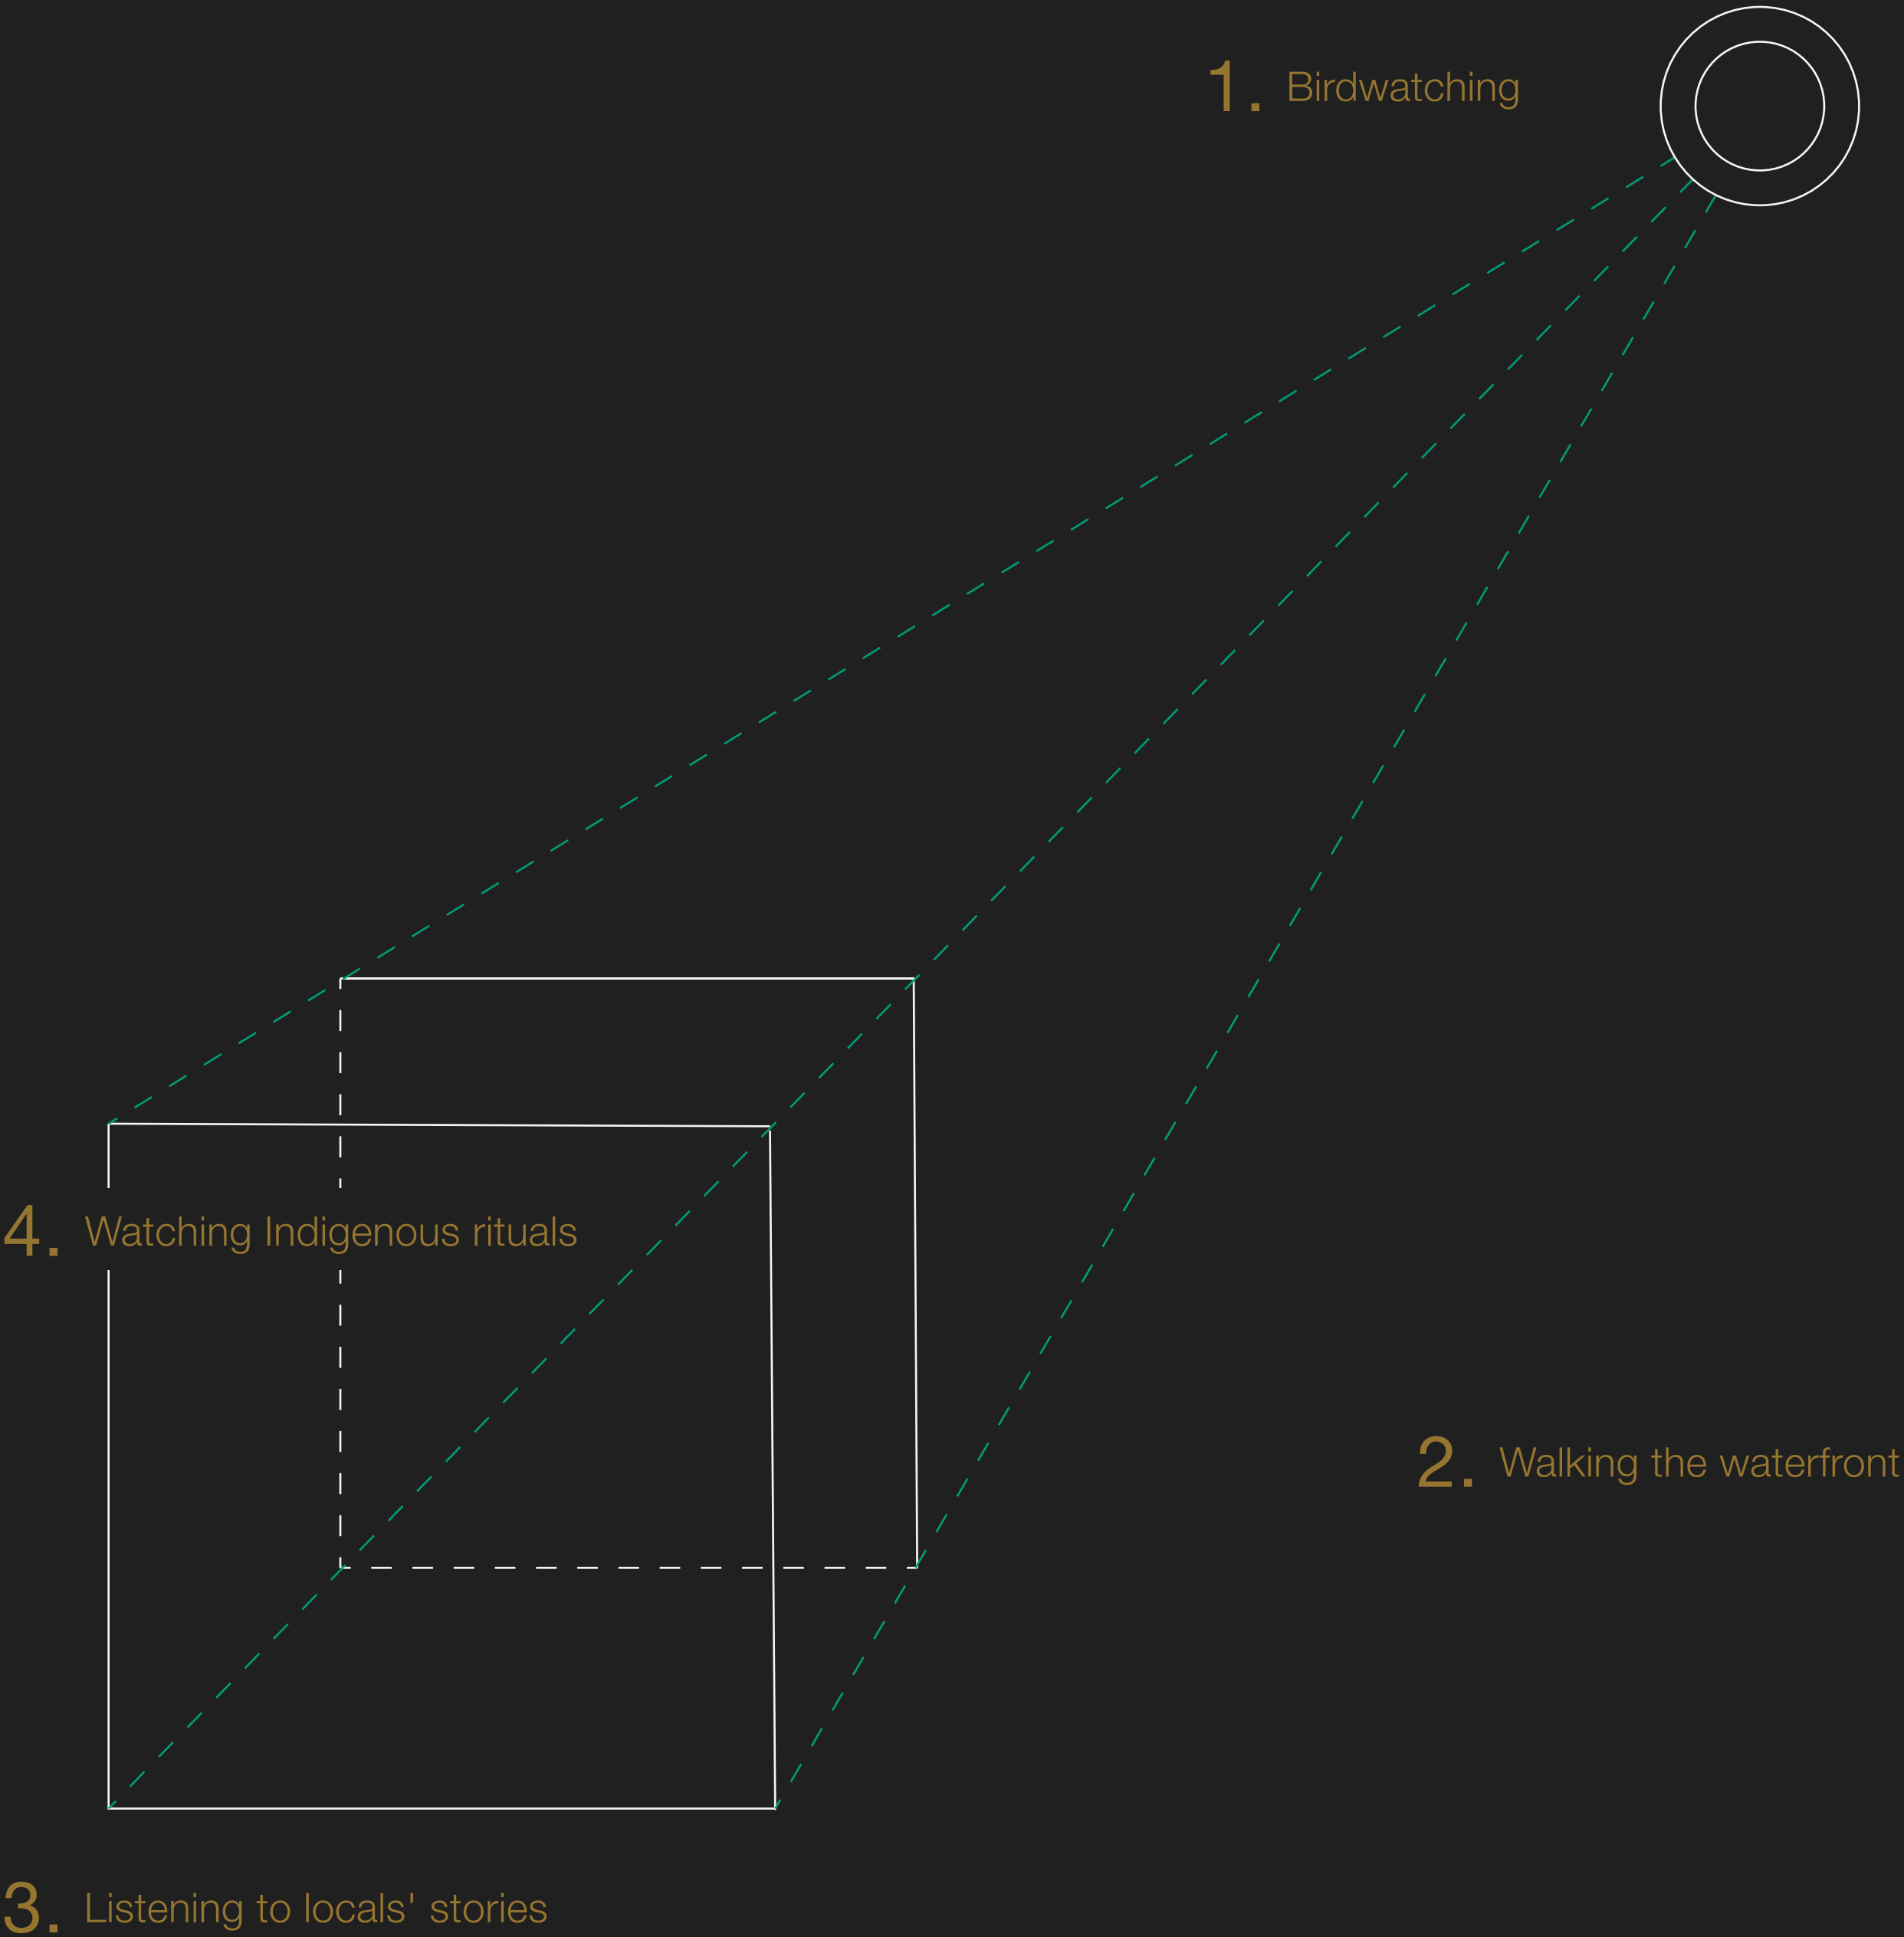 1. Birdwatching
4. Watching Indigenous rituals
2. Walking the waterfront
3. Listening to locals' stories